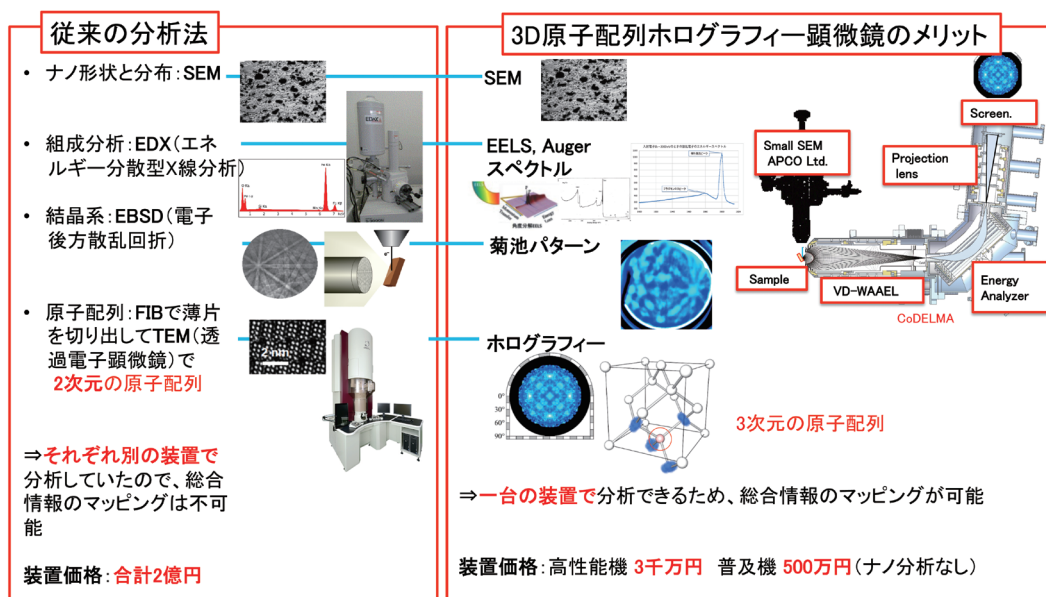 従来の分析法
• ナノ形状と分布:SEM
• 組成分析:EDX(エネ
ルギー分散型X線分析)
• 結晶系:EBSD(電子
後方散乱回折)
• 原子配列:FIBで薄片
を切り出してTEM(透
過電子顕微鏡)で
2次元の原子配列
2 nm
⇒それぞれ別の装置で
分析していたので、総合
情報のマッピングは不可
能
装置価格:合計2億円
3D原子配列ホログラフィー顕微鏡のメリット
SEM
EELS, Auger
スペクトル
菊池パターン
ホログラフィー
0°
30°
60°
90°
3次元の原子配列
Screen.
Small SEM
APCO Ltd.
Projection
lens
Sample
VD-WAAEL
Energy
Analyzer
CoDELMA
⇒一台の装置で分析できるため、総合情報のマッピングが可能
装置価格:高性能機 3千万円 普及機 500万円(ナノ分析なし)